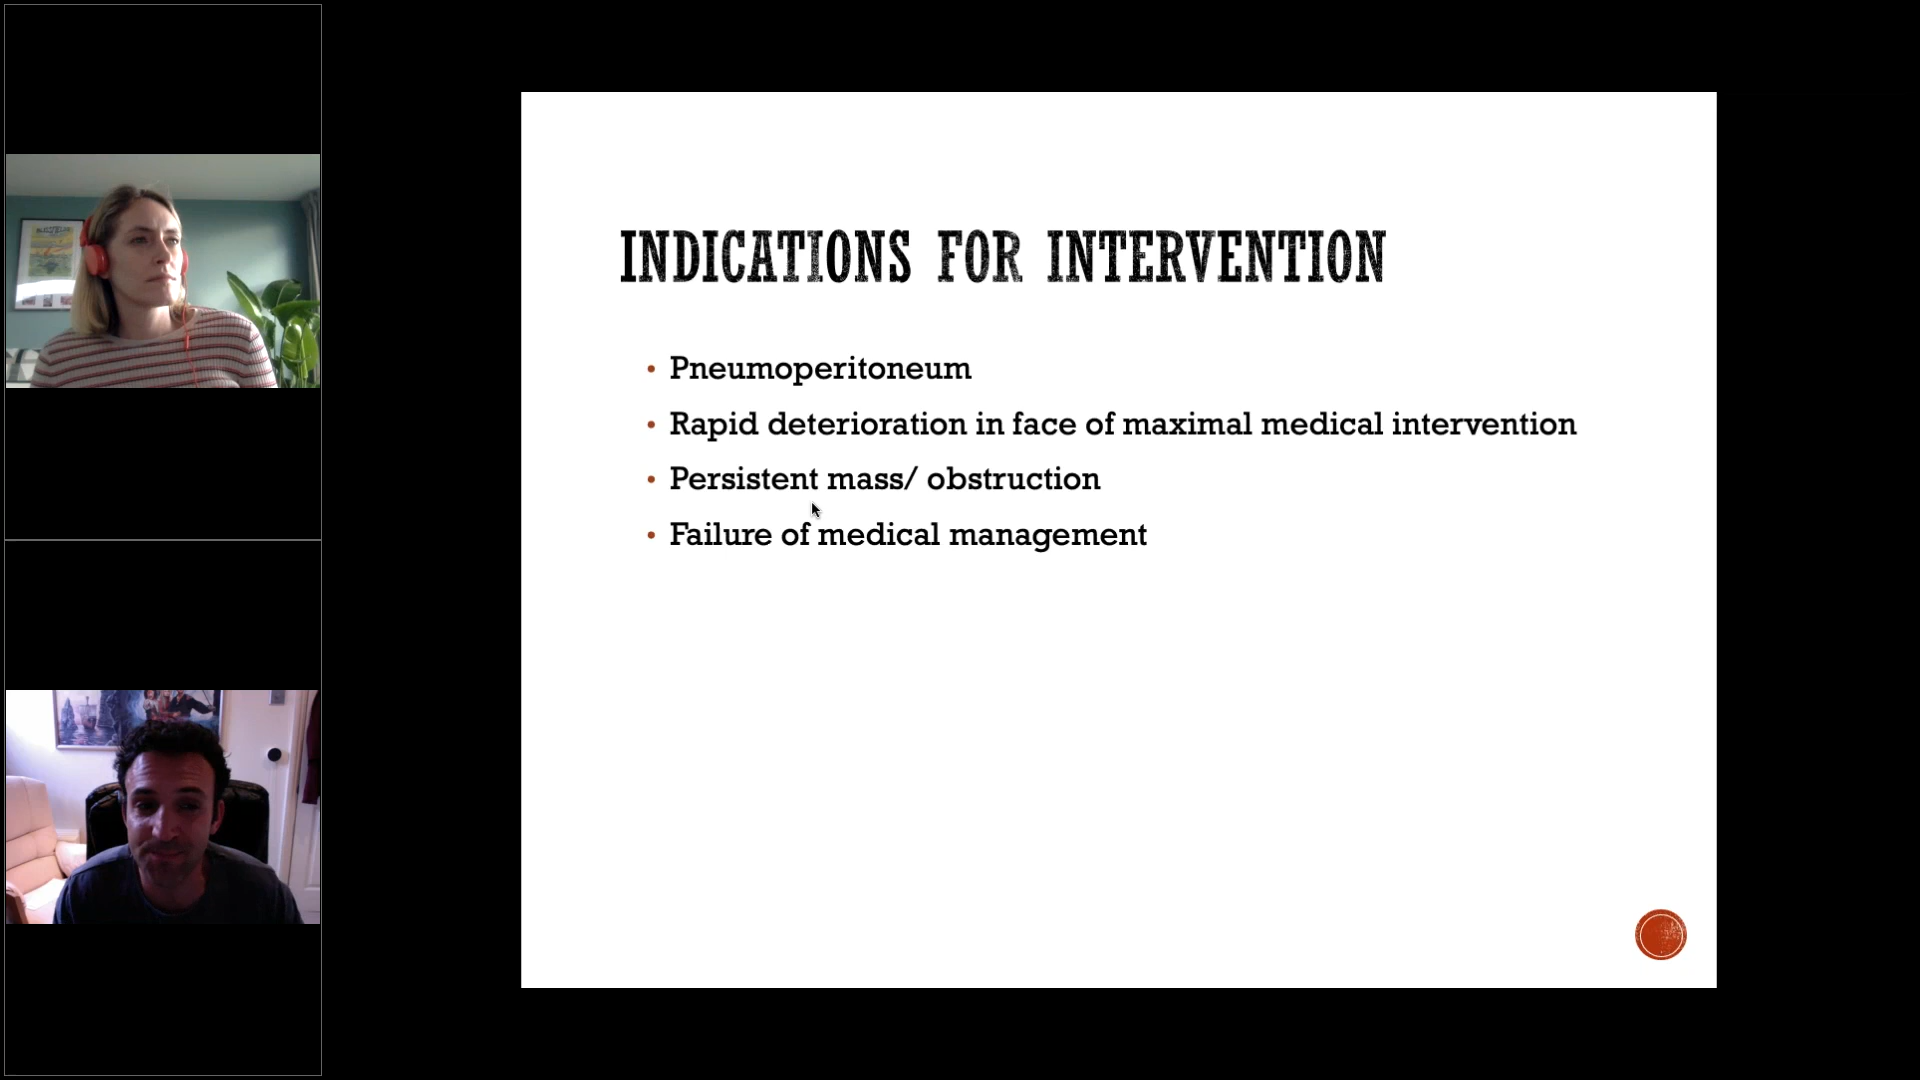 INDICATIONS FOR INTERVENTION
Pneumoperitoneum
Rapid deterioration in face of maximal medical intervention
Persistent mass/ obstruction
Failure of medical management